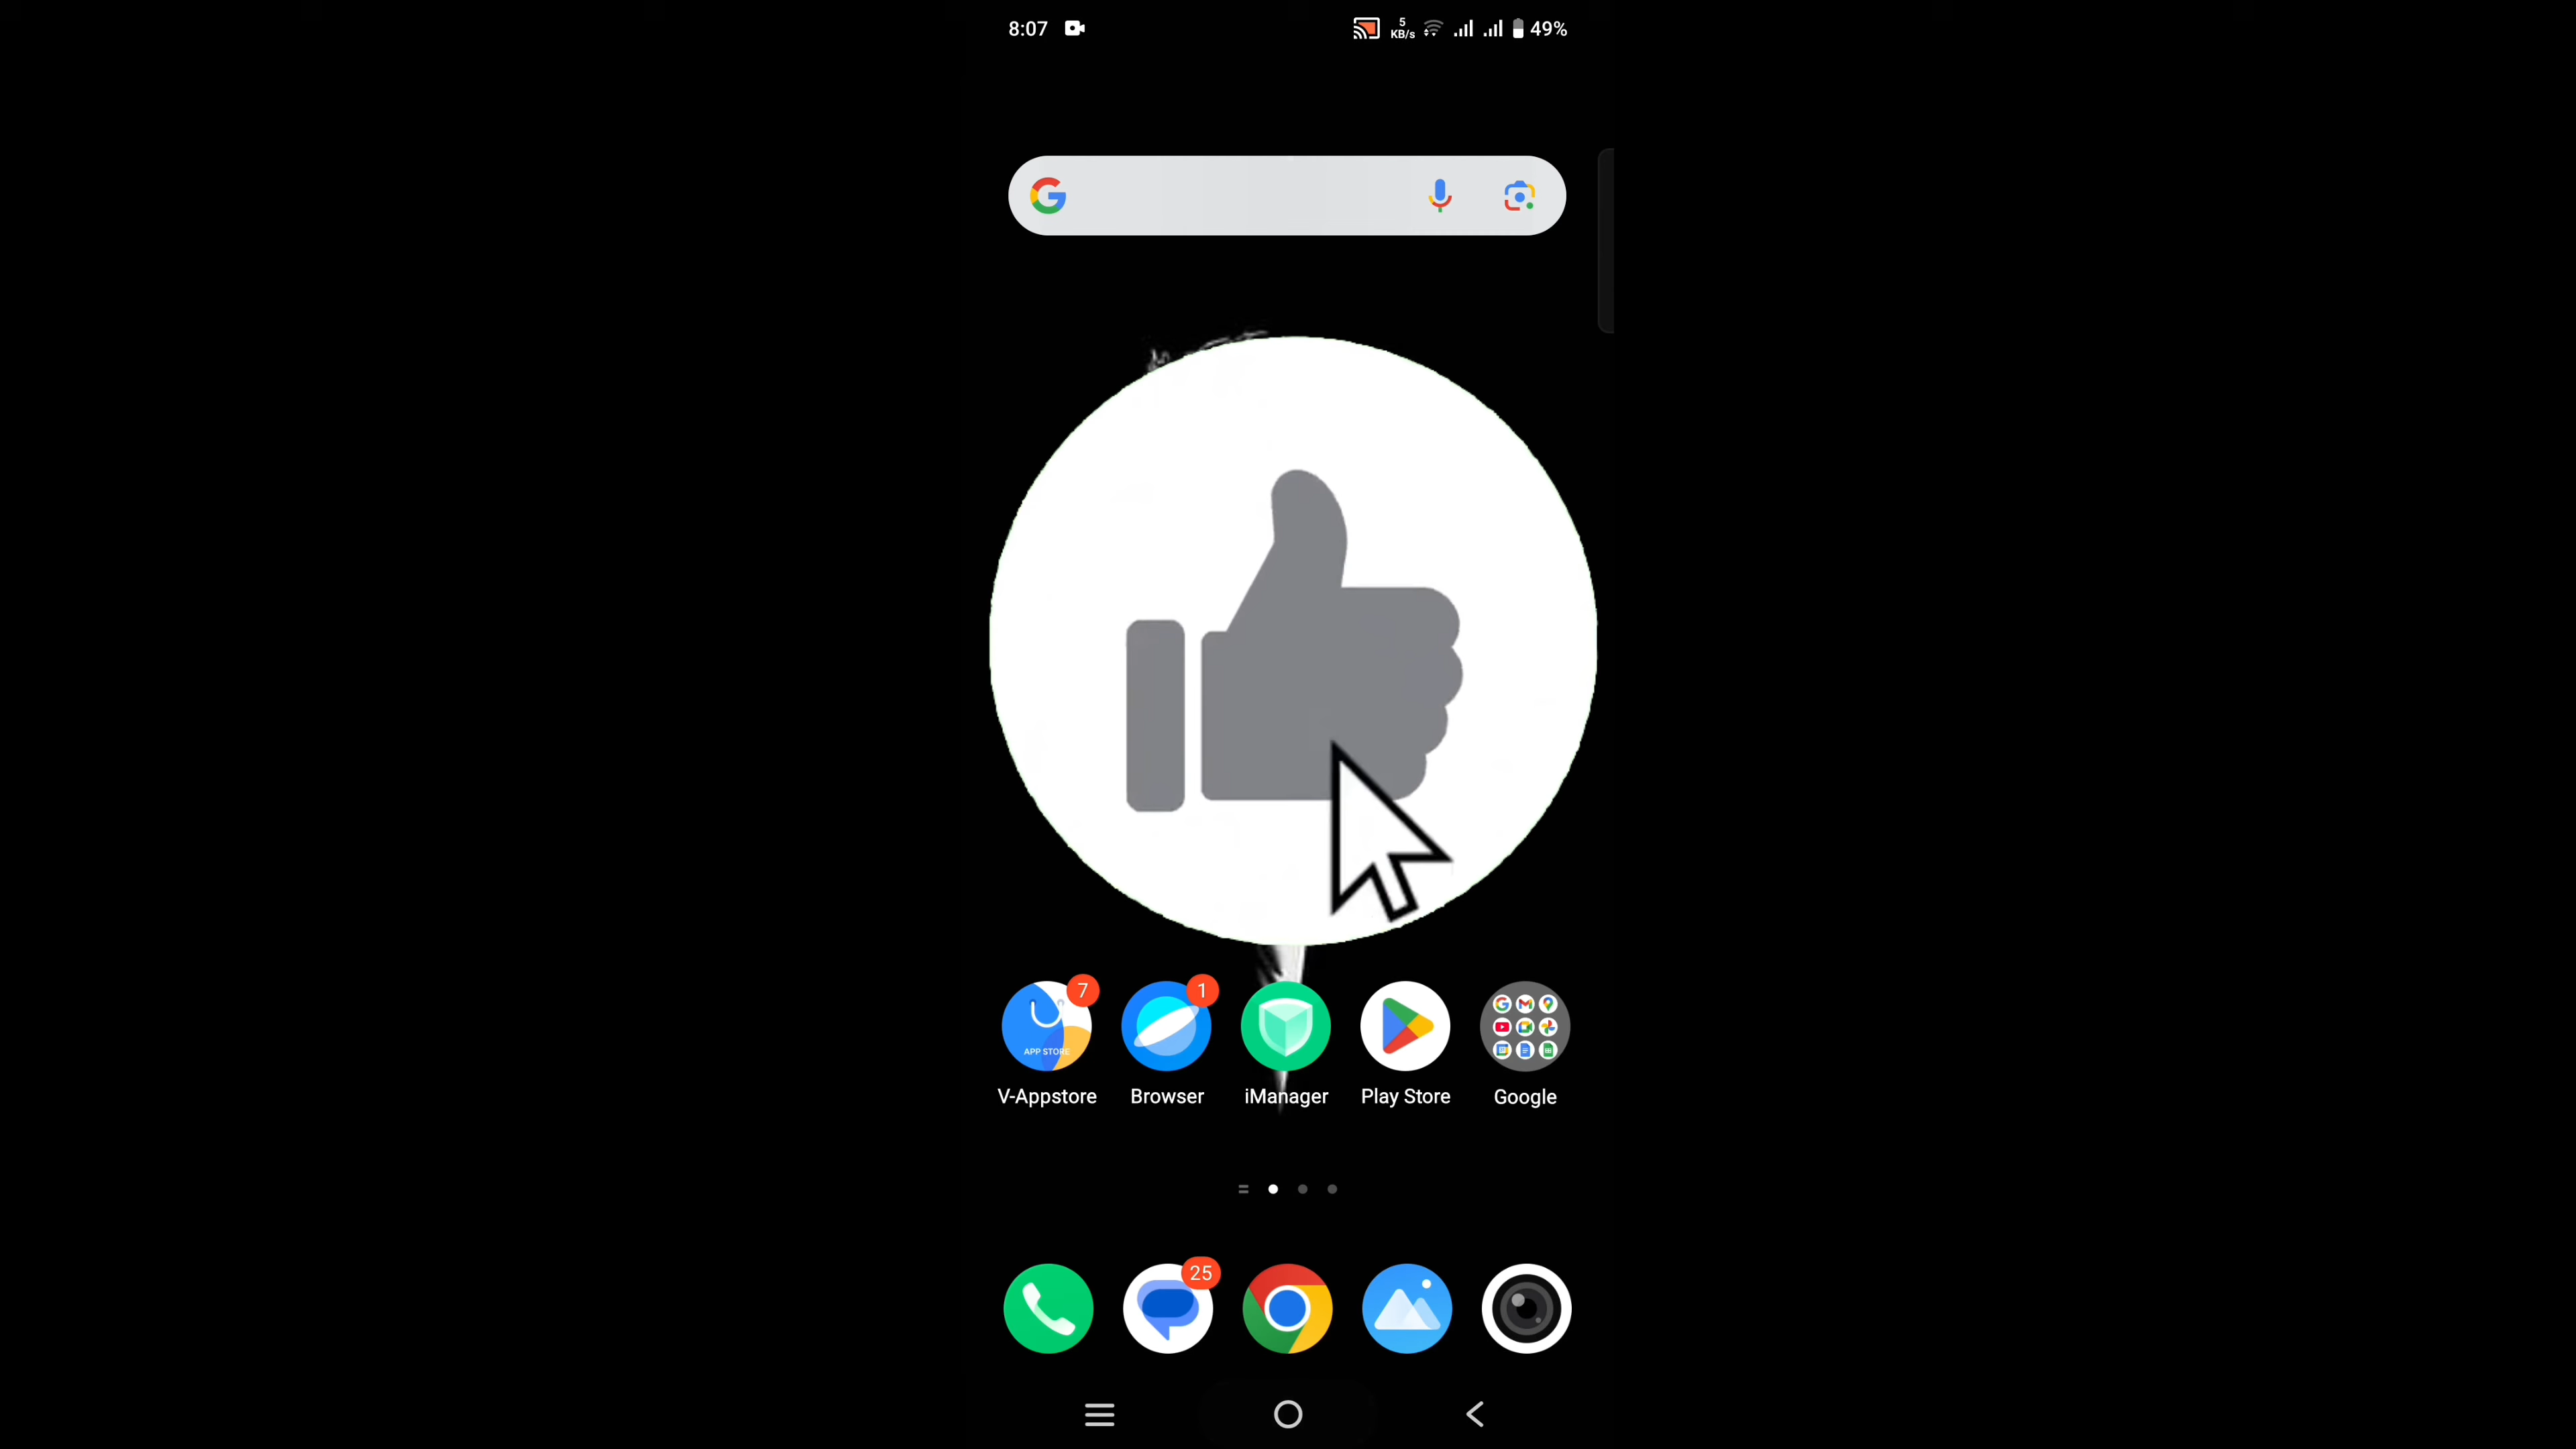 8:07
5
KB/s
49%
7
1
APP STORE
V-Appstore
Browser
iManager
Play Store
Google
25